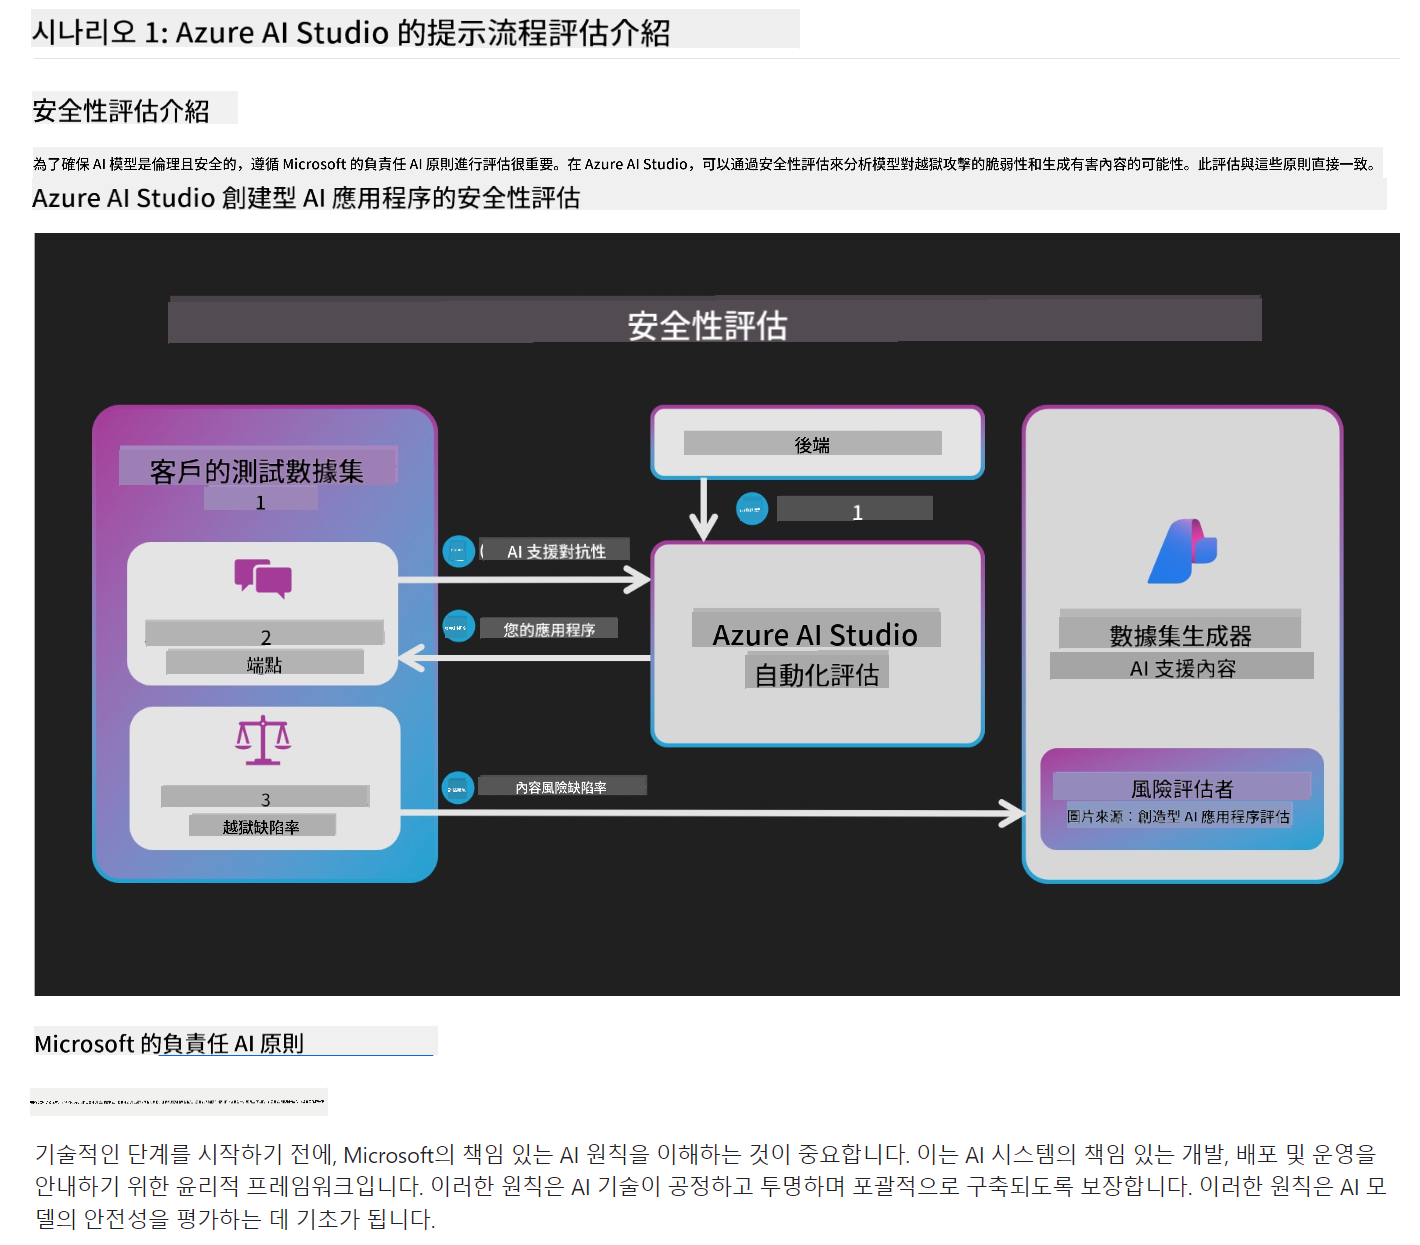 시나리오 1: Azure AI Studio 的提示流程評估介紹
安全性評估介紹
為了確保 AI 模型是倫理且安全的，遵循 Microsoft 的負責任 AI 原則進行評估很重要。在 Azure AI Studio，可以通過安全性評估來分析模型對越獄攻擊的脆弱性和生成有害內容的可能性。此評估與這些原則直接一致。
Azure AI Studio 創建型 AI 應用程序的安全性評估
安全性評估
客戶的測試數據集
1
2
端點
3
越獄缺陷率
AI 支援對抗性
您的應用程序
內容風險缺陷率
後端
1
Azure AI Studio
自動化評估
數據集生成器
AI 支援內容
風險評估者
圖片來源：創造型 AI 應用程序評估
Microsoft 的負責任 AI 原則
기술적인 단계를 시작하기 전에, Microsoft의 책임 있는 AI 원칙을 이해하는 것이 중요합니다. 이는 AI 시스템의 책임 있는 개발, 배포 및 운영을
안내하기 위한 윤리적 프레임워크입니다. 이러한 원칙은 AI 기술이 공정하고 투명하며 포괄적으로 구축되도록 보장합니다. 이러한 원칙은 AI 모
델의 안전성을 평가하는 데 기초가 됩니다.